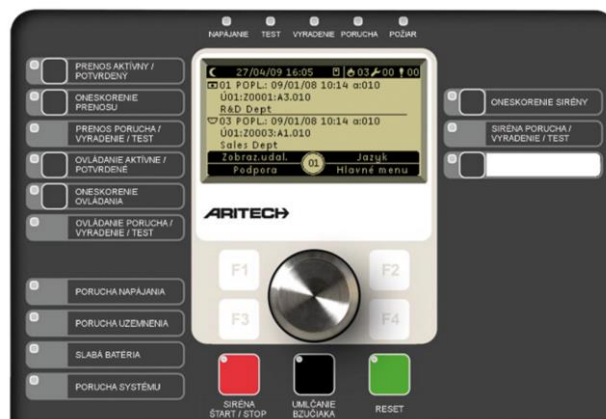 NAPÁJANIE TEST VYRADENIE PORUCHA POŽIAR
PRENOS AKTÍVNY /
POTVRDENÝ
ONESKORENIE
PRENOSU
PRENOS PORUCHA /
VYRADENIE / TEST
OVLÁDANIE AKTÍVNE /
POTVRDENÉ
ONESKORENIE
OVLÁDANIA
OVLÁDANIE PORUCHA /
VYRADENIE / TEST
PORUCHA NAPÁJANIA
PORUCHA UZEMNENIA
SLABÁ BATÉRIA
PORUCHA SYSTÉMU
27/04/09 16:05 03 00 00
01 POPL.: 09/01/08 10:14 α:010
Ú01:Z0001:A3.010
R&D Dept
03 POPL.: 09/01/08 10:14 α:010
Ú01:Z0003:A1.010
Sales Dept
Zobraz.udal. Jazyk
01
Podpora Hlavné menu
ARITECH
F1 F2
F3 F4
SIRÉNA
ŠTART / STOP
UMLČANIE
BZUČIAKA
RESET
ONESKORENIE SIRÉNY
SIRÉNA PORUCHA /
VYRADENIE / TEST